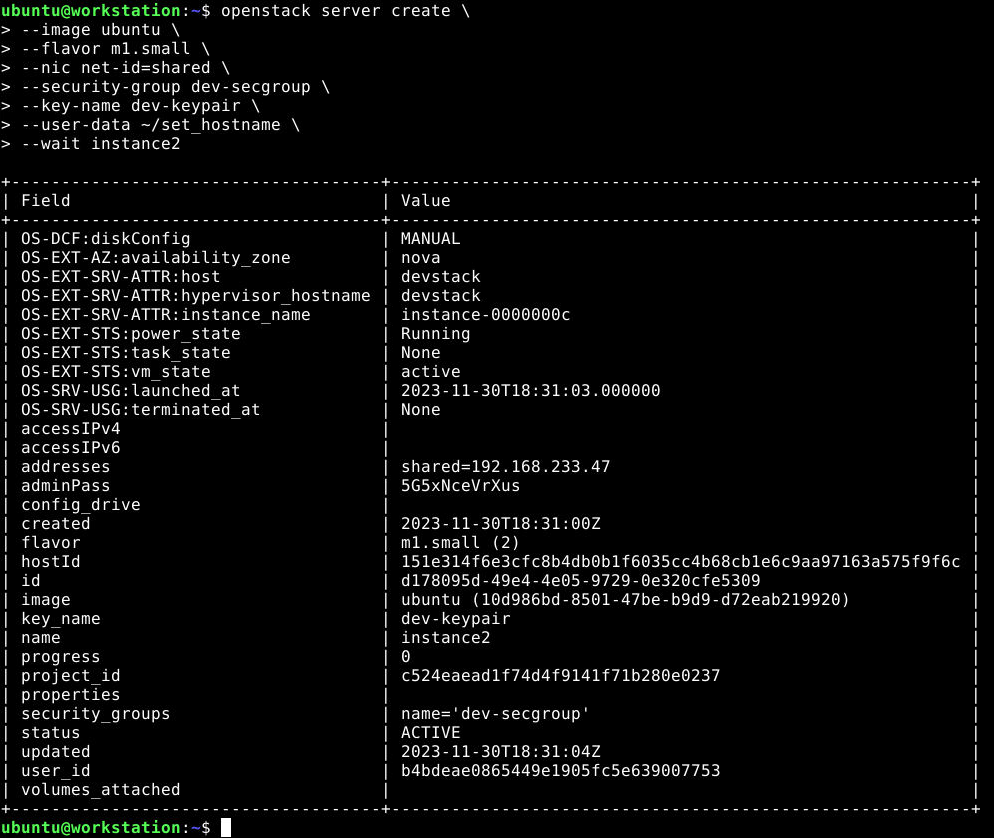 ubuntu@workstation:~$ openstack server create \
> --image ubuntu \
> --flavor m1.small \
> --nic net-id=shared \
> --security-group dev-secgroup \
> --key-name dev-keypair \
> --user-data ~/set_hostname \
> --wait instance2

+-------------------------------------+----------------------------------------------------------+
| Field                               | Value                                                    |
+-------------------------------------+----------------------------------------------------------+
| OS-DCF:diskConfig                   | MANUAL                                                   |
| OS-EXT-AZ:availability_zone         | nova                                                     |
| OS-EXT-SRV-ATTR:host                | devstack                                                 |
| OS-EXT-SRV-ATTR:hypervisor_hostname | devstack                                                 |
| OS-EXT-SRV-ATTR:instance_name       | instance-0000000c                                        |
| OS-EXT-STS:power_state              | Running                                                  |
| OS-EXT-STS:task_state               | None                                                     |
| OS-EXT-STS:vm_state                 | active                                                   |
| OS-SRV-USG:launched_at              | 2023-11-30T18:31:03.000000                               |
| OS-SRV-USG:terminated_at            | None                                                     |
| accessIPv4                          |                                                          |
| accessIPv6                          |                                                          |
| addresses                           | shared=192.168.233.47                                    |
| adminPass                           | 5G5xNceVrXus                                             |
| config_drive                        |                                                          |
| created                             | 2023-11-30T18:31:00Z                                     |
| flavor                              | m1.small (2)                                             |
| hostId                              | 151e314f6e3cfc8b4db0b1f6035cc4b68cb1e6c9aa97163a575f9f6c |
| id                                  | d178095d-49e4-4e05-9729-0e320cfe5309                     |
| image                               | ubuntu (10d986bd-8501-47be-b9d9-d72eab219920)            |
| key_name                            | dev-keypair                                              |
| name                                | instance2                                                |
| progress                            | 0                                                        |
| project_id                          | c524eaead1f74d4f9141f71b280e0237                         |
| properties                          |                                                          |
| security_groups                     | name='dev-secgroup'                                      |
| status                              | ACTIVE                                                   |
| updated                             | 2023-11-30T18:31:04Z                                     |
| user_id                             | b4bdeae0865449e1905fc5e639007753                         |
| volumes_attached                    |                                                          |
+-------------------------------------+----------------------------------------------------------+
ubuntu@workstation:~$